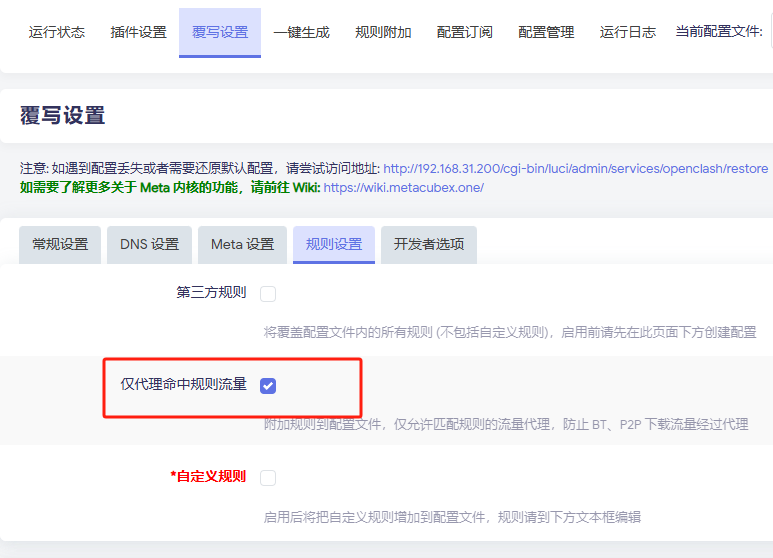 运行状态 插件设置 覆写设置 一键生成 规则附加 配置订阅 配置管理 运行日志 当前配置文件:
覆写设置
注意: 如遇到配置丢失或者需要还原默认配置，请尝试访问地址: http://192.168.31.200/cgi-bin/luci/admin/services/openclash/restore
如需要了解更多关于 Meta 内核的功能，请前往 Wiki: https://wiki.metacubex.one/
常规设置 DNS 设置 Meta 设置 规则设置 开发者选项
第三方规则
将覆盖配置文件内的所有规则 (不包括自定义规则)，启用前请先在此页面下方创建配置
仅代理命中规则流量
附加规则到配置文件，仅允许匹配规则的流量代理，防止 BT、P2P 下载流量经过代理
*自定义规则
启用后将把自定义规则增加到配置文件，规则请到下方文本框编辑